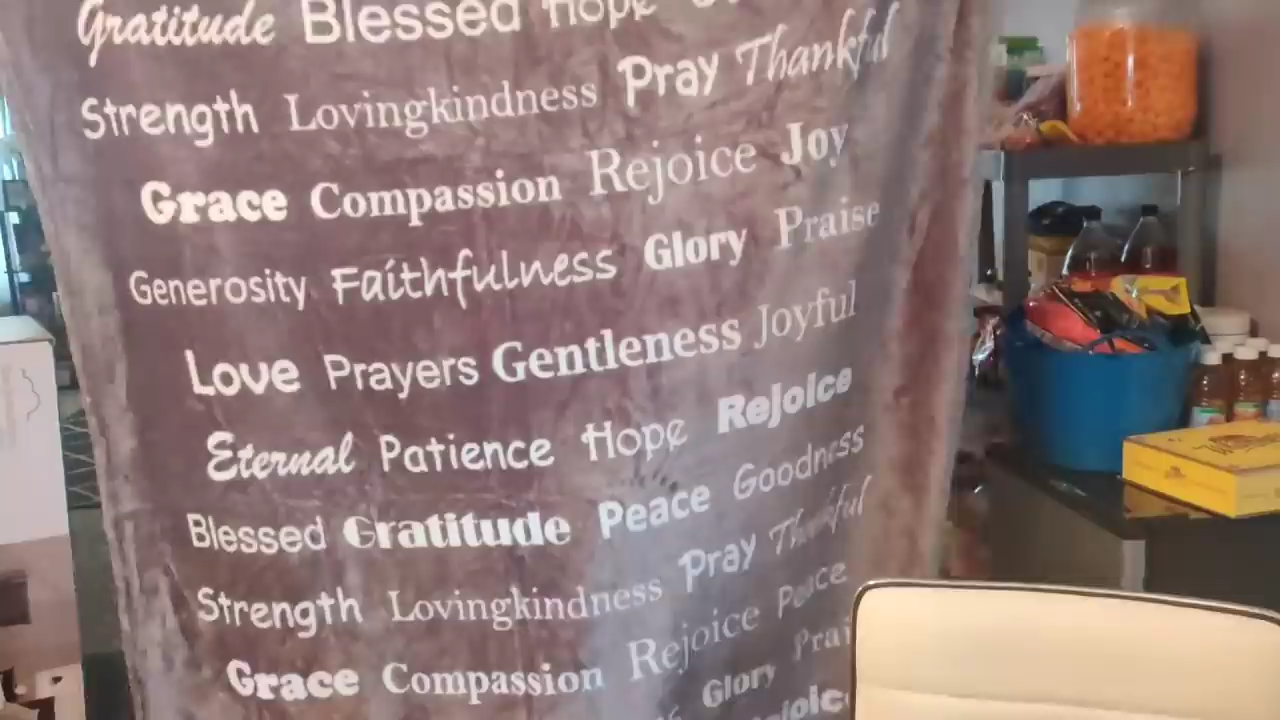 Gratitude Blessed Hope
Strength Lovingkindness Pray Thankful
Grace Compassion Rejoice Joy
Generosity Faithfulness Glory Praise
Love Prayers Gentleness Joyful
Eternal Patience Hope Rejoice
Blessed Gratitude Peace Goodness
Strength Lovingkindness Pray Thankful
Grace Compassion Rejoice Peace
Glory Prai